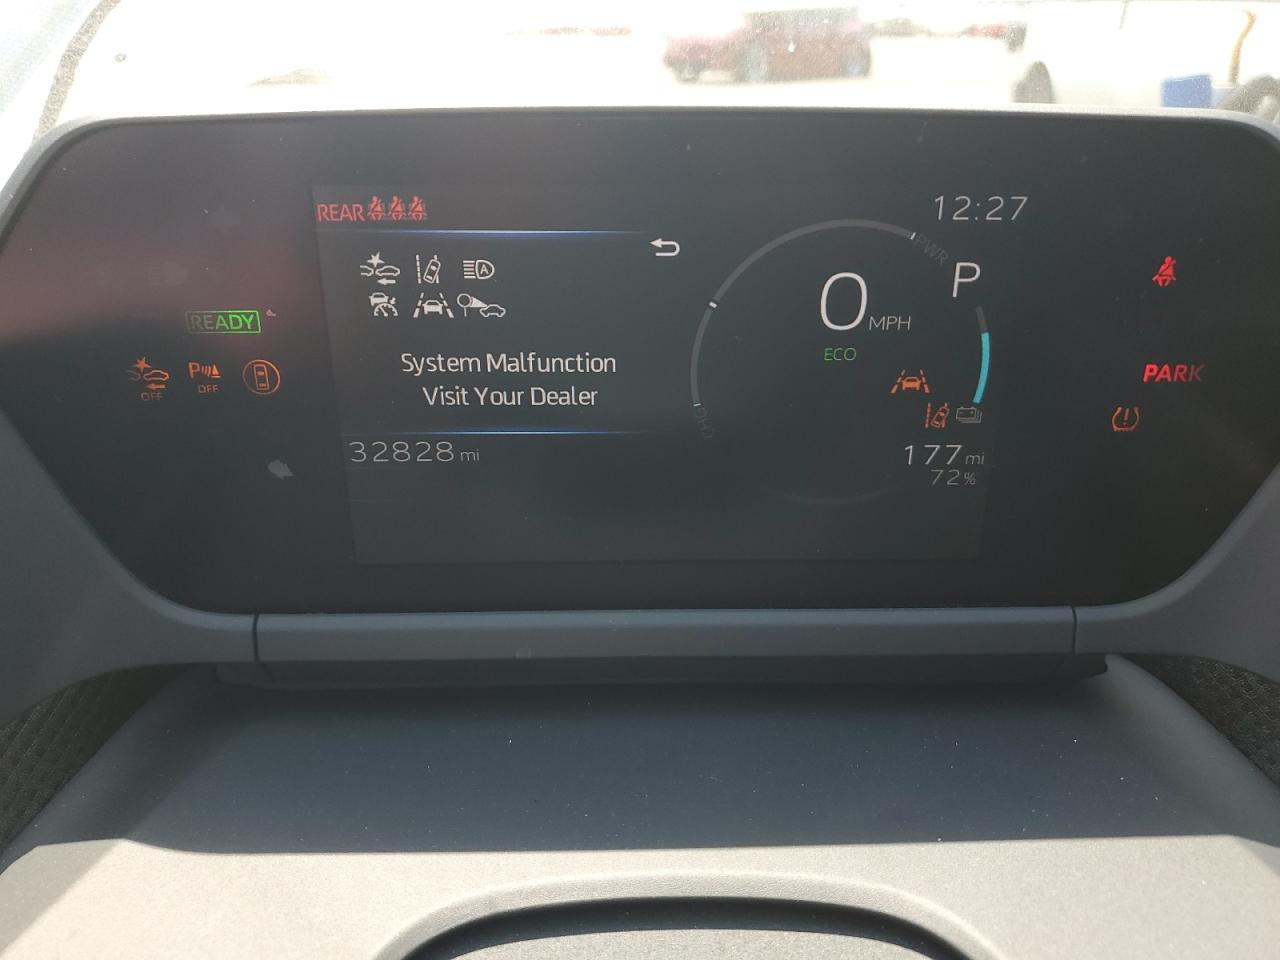 REAR
12:27
PWR
P
0 MPH
READY
ECO
System Malfunction
Visit Your Dealer
OFF
P OFF
A
PARK
CHG
32828 mi
177 mi
72%